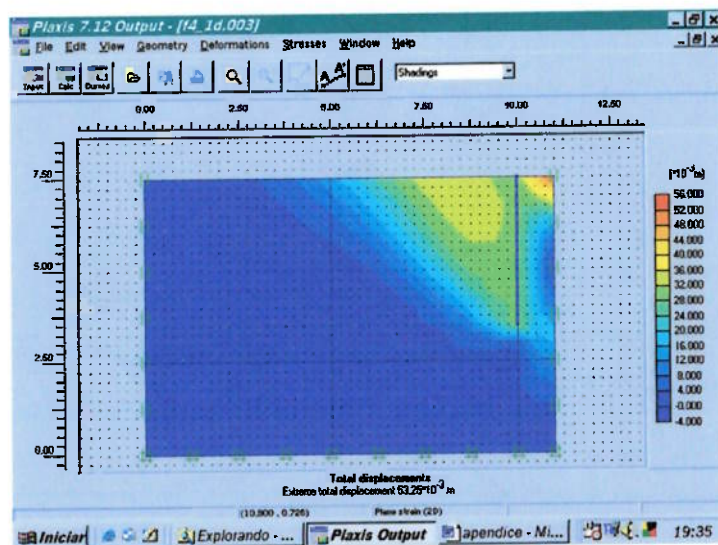 Plaxis 7.12 Output - [f4_1d.003]
File Edit View Geometry Deformations Stresses Window Help
Calc
Shadings
0.00 2.50 5.00 7.50 10.00 12.50
7.50
5.00
2.50
0.00
[*10⁻³m]
56.000
52.000
48.000
44.000
40.000
36.000
32.000
28.000
24.000
20.000
16.000
12.000
8.000
4.000
-0.000
-4.000
Total displacements
Extreme total displacement 63.25*10⁻³ m
(10.800 , 0.726) Plane strain (2D)
Iniciar Explorando - ... Plaxis Output apendice - Mi... 19:35